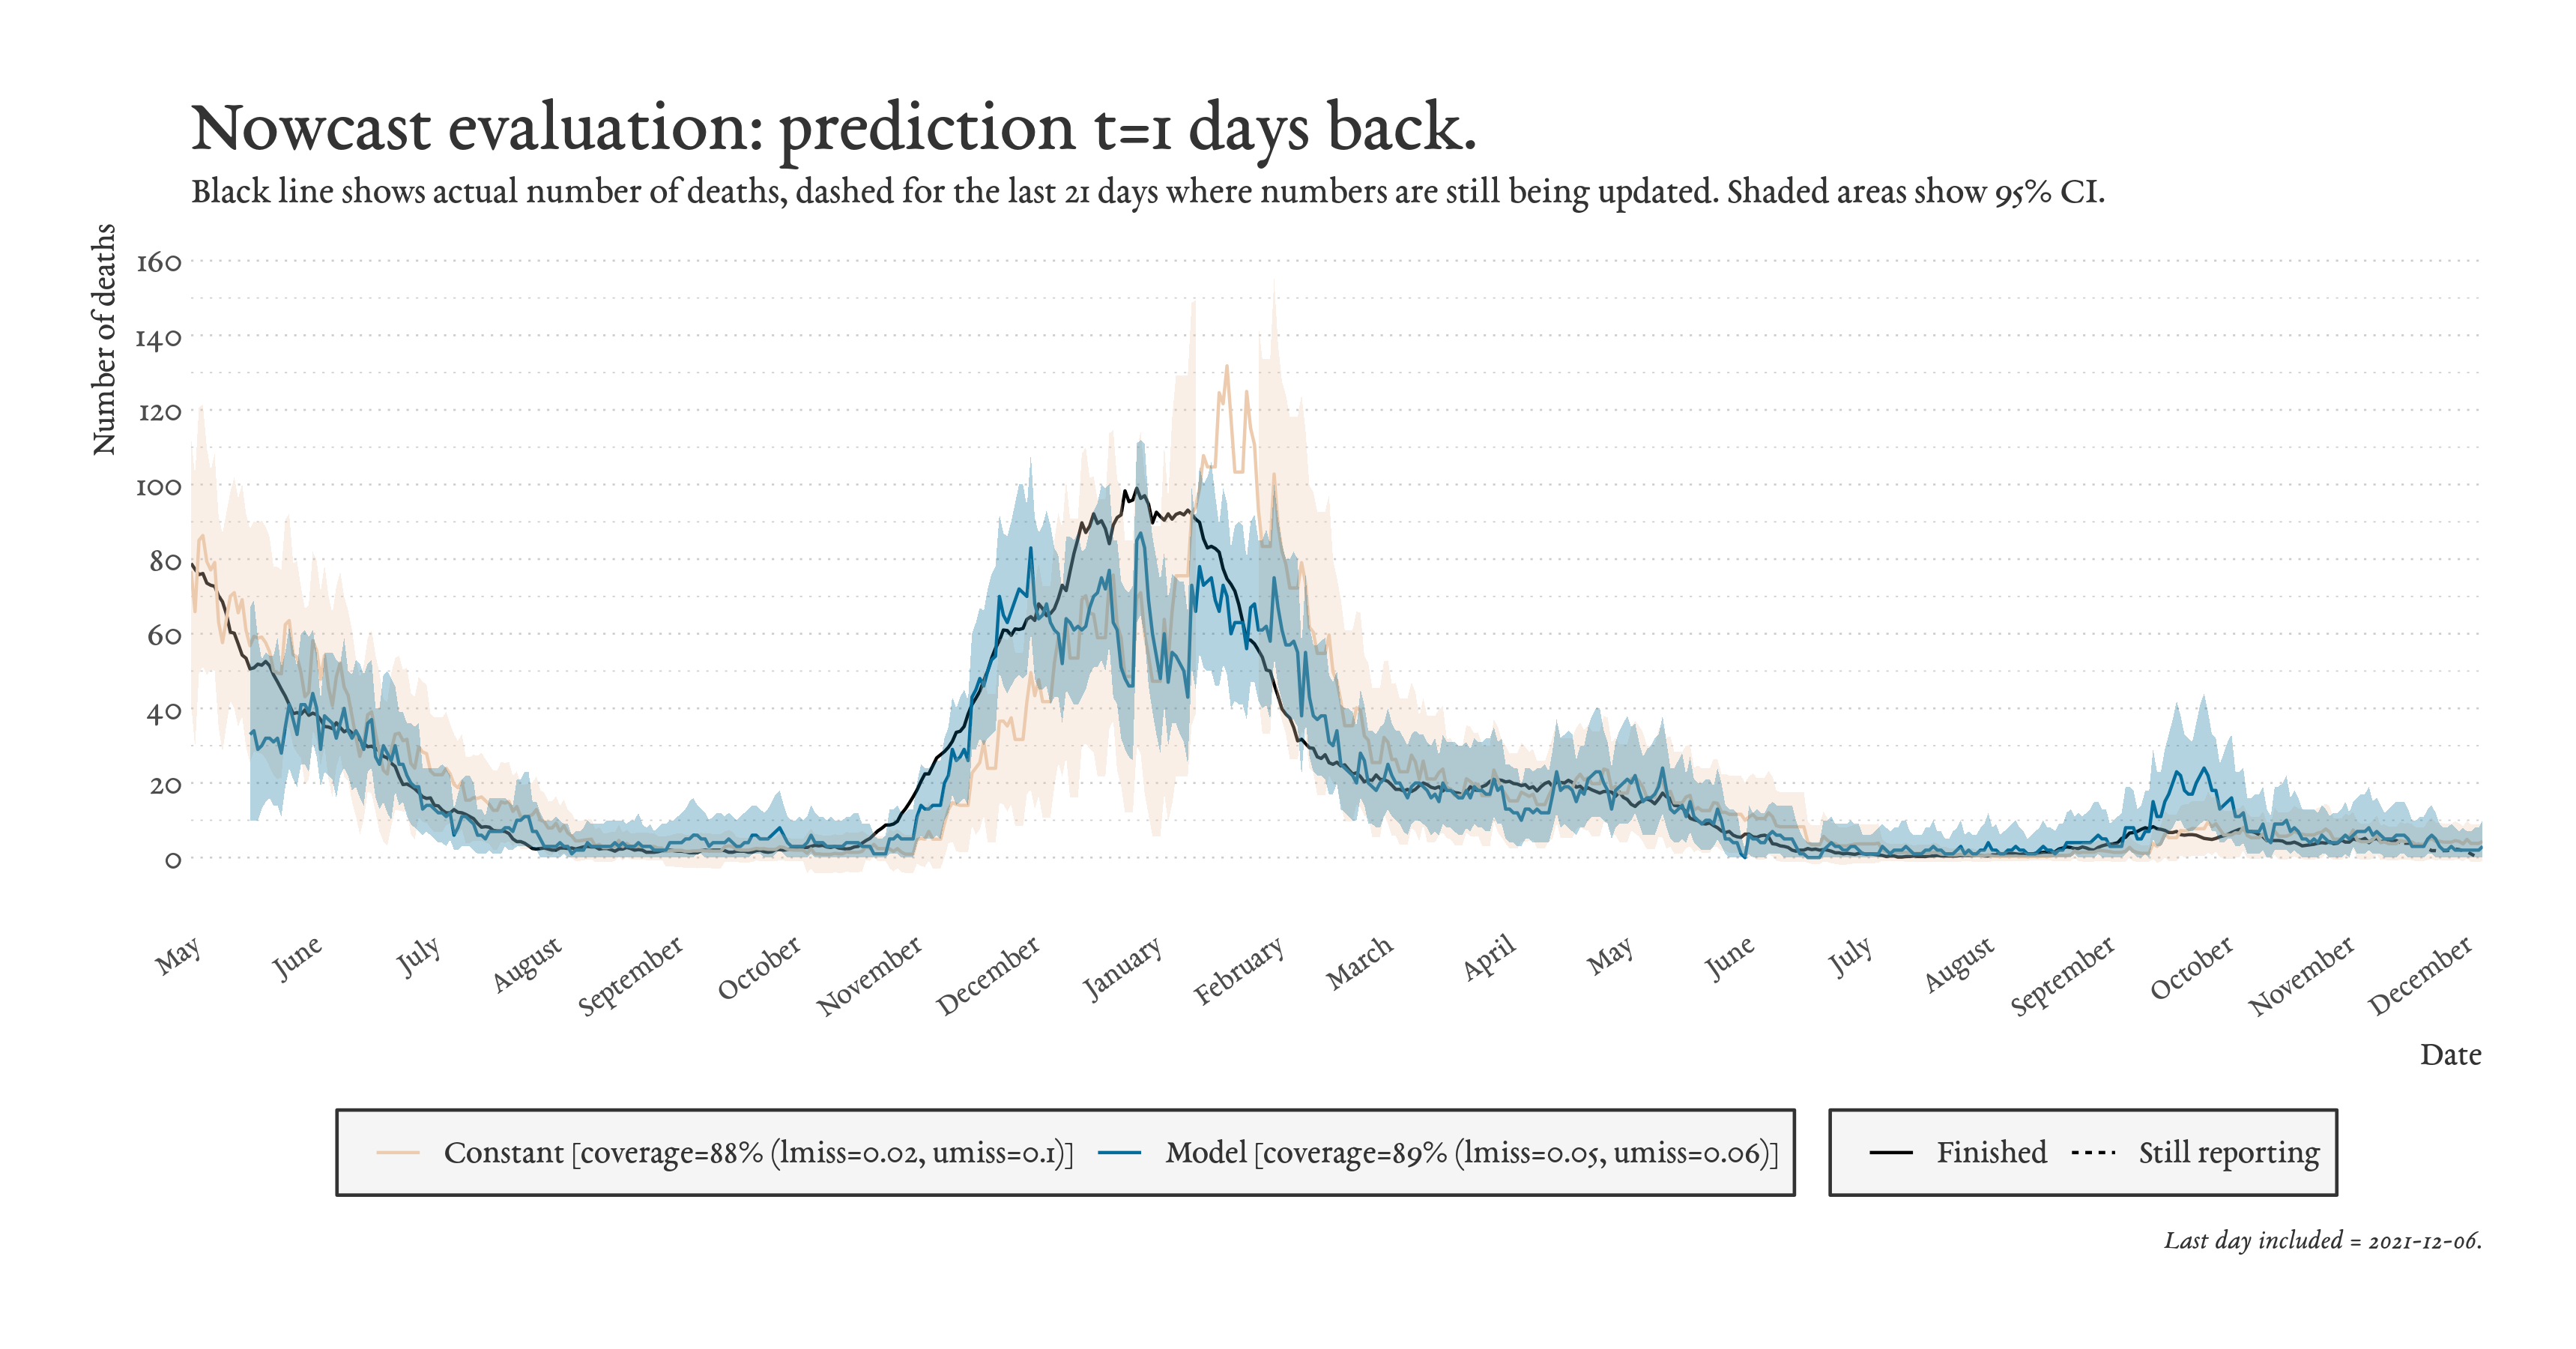 Nowcast evaluation: prediction t=1 days back.
Black line shows actual number of deaths, dashed for the last 21 days where numbers are still being updated. Shaded areas show 95% CI.
Number of deaths
160
140
120
100
80
60
40
20
0
May
June
July
August
September
October
November
December
January
February
March
April
May
June
July
August
September
October
November
December
Date
Constant [coverage=88% (lmiss=0.02, umiss=0.1)]
Model [coverage=89% (lmiss=0.05, umiss=0.06)]
Finished
Still reporting
Last day included = 2021-12-06.